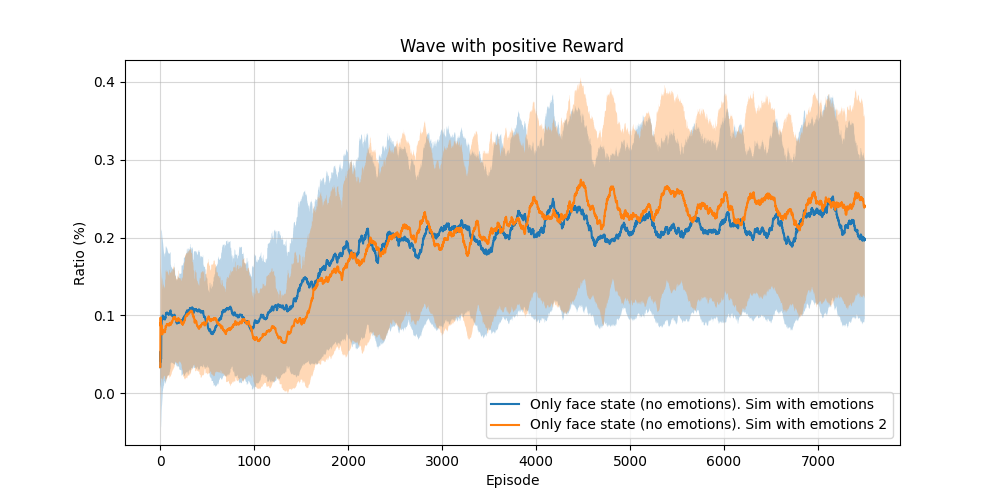 Wave with positive Reward
Ratio (%)
0.4
0.3
0.2
0.1
0.0
Only face state (no emotions). Sim with emotions
Only face state (no emotions). Sim with emotions 2
0 1000 2000 3000 4000 5000 6000 7000
Episode